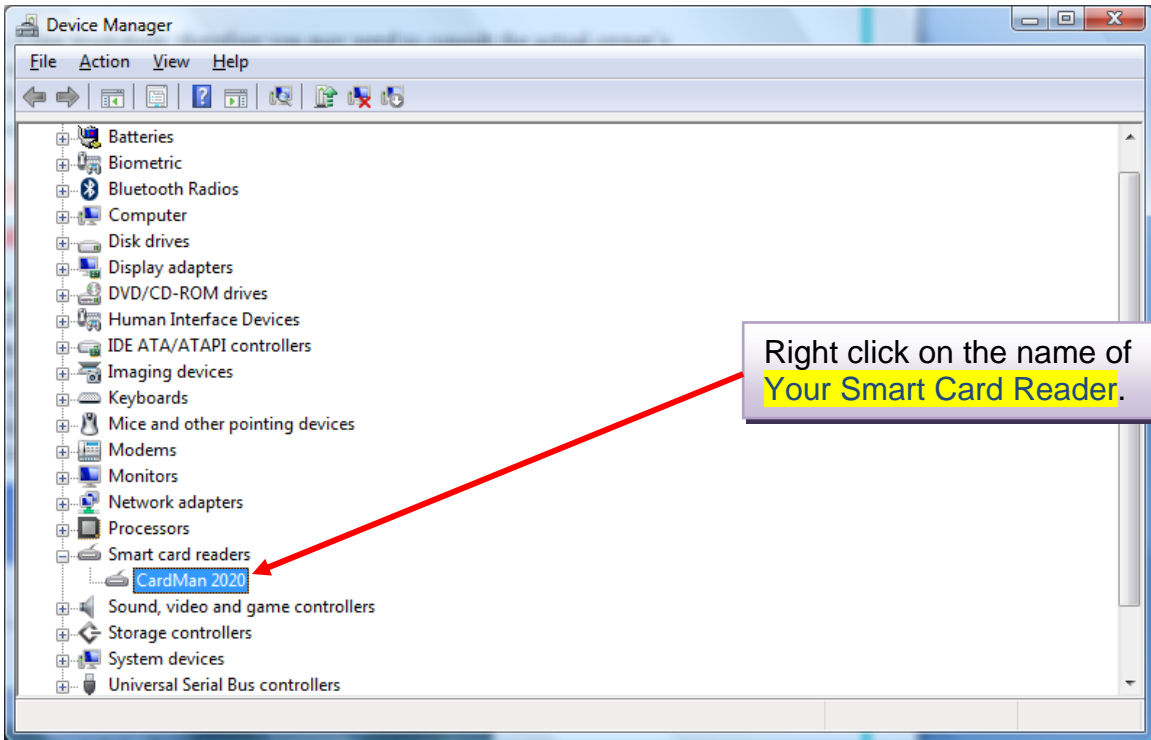 Device Manager
File Action View Help
Batteries
Biometric
Bluetooth Radios
Computer
Disk drives
Display adapters
DVD/CD-ROM drives
Human Interface Devices
IDE ATA/ATAPI controllers
Imaging devices
Keyboards
Mice and other pointing devices
Modems
Monitors
Network adapters
Processors
Smart card readers
CardMan 2020
Sound, video and game controllers
Storage controllers
System devices
Universal Serial Bus controllers
Right click on the name of
Your Smart Card Reader.